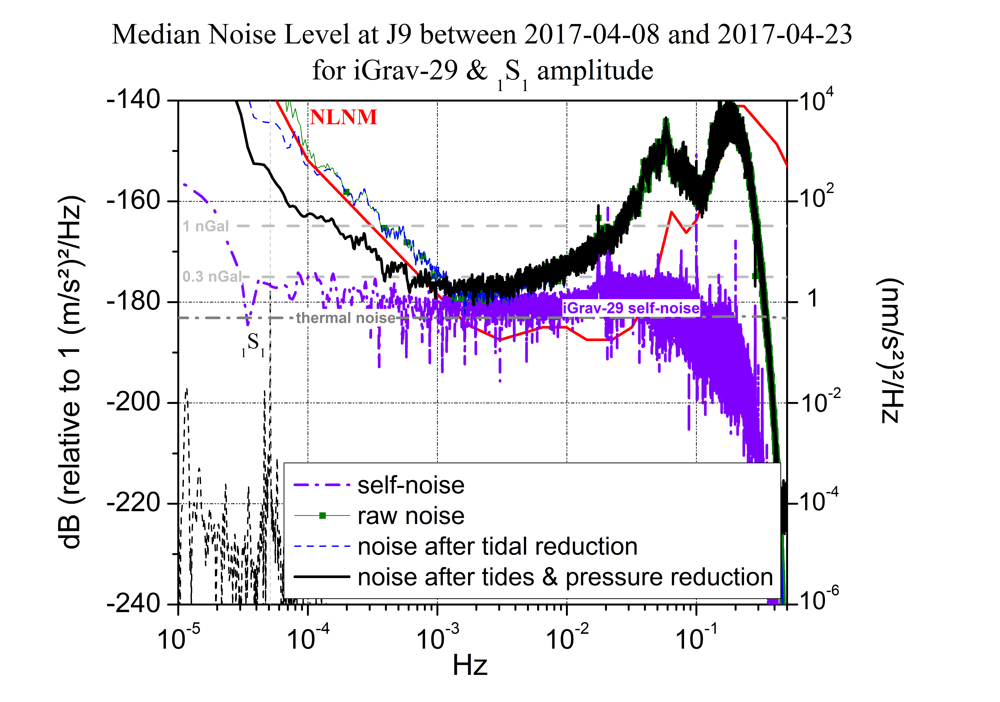 Median Noise Level at J9 between 2017-04-08 and 2017-04-23
for iGrav-29 & ₁S₁ amplitude
-140
-160
-180
-200
-220
-240
dB (relative to 1 (m/s²)²/Hz)
10⁴
10²
1
10⁻²
10⁻⁴
10⁻⁶
(nm/s²)²/Hz
NLNM
1 nGal
0.3 nGal
iGrav-29 self-noise
thermal noise
₁S₁
self-noise
raw noise
noise after tidal reduction
noise after tides & pressure reduction
10⁻⁵
10⁻⁴
10⁻³
10⁻²
10⁻¹
Hz